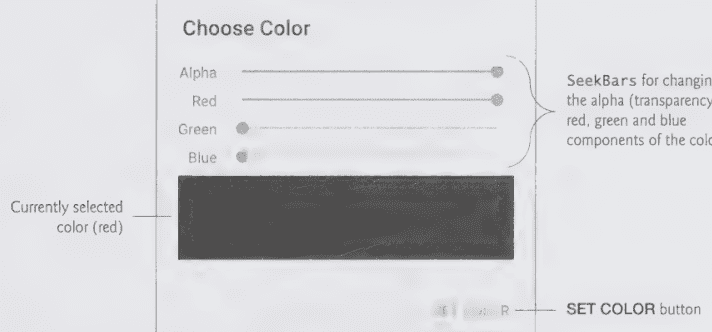 Choose Color
Alpha
Red
Green
Blue
SeekBars for changin
the alpha (transparency
red, green and blue
components of the colo
Currently selected
color (red)
R
SET COLOR button